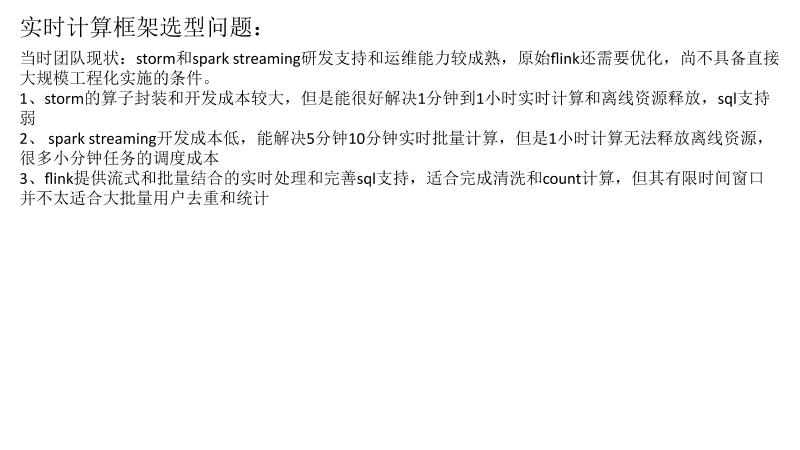 实时计算框架选型问题：
当时团队现状：storm和spark streaming研发支持和运维能力较成熟，原始flink还需要优化，尚不具备直接
大规模工程化实施的条件。
1、storm的算子封装和开发成本较大，但是能很好解决1分钟到1小时实时计算和离线资源释放，sql支持
弱
2、 spark streaming开发成本低，能解决5分钟10分钟实时批量计算，但是1小时计算无法释放离线资源，
很多小分钟任务的调度成本
3、flink提供流式和批量结合的实时处理和完善sql支持，适合完成清洗和count计算，但其有限时间窗口
并不太适合大批量用户去重和统计